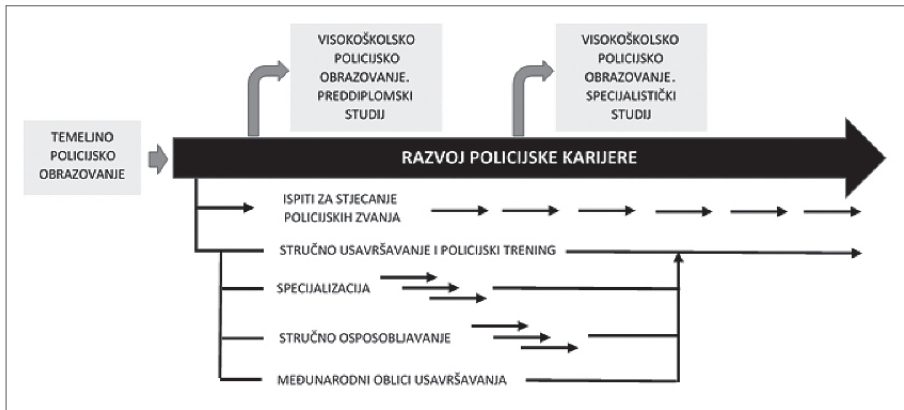 VISOKOŠKOLSKO
POLICIJSKO
OBRAZOVANJE.
PREDDIPLOMSKI
STUDIJ
VISOKOŠKOLSKO
POLICIJSKO
OBRAZOVANJE.
SPECIJALISTIČKI
STUDIJ
TEMELJNO
POLICIJSKO
OBRAZOVANJE
RAZVOJ POLICIJSKE KARIJERE
ISPITI ZA STJECANJE
POLICIJSKIH ZVANJA
STRUČNO USAVRŠAVANJE I POLICIJSKI TRENING
SPECIJALIZACIJA
STRUČNO OSPOSOBLJAVANJE
MEĐUNARODNI OBLICI USAVRŠAVANJA